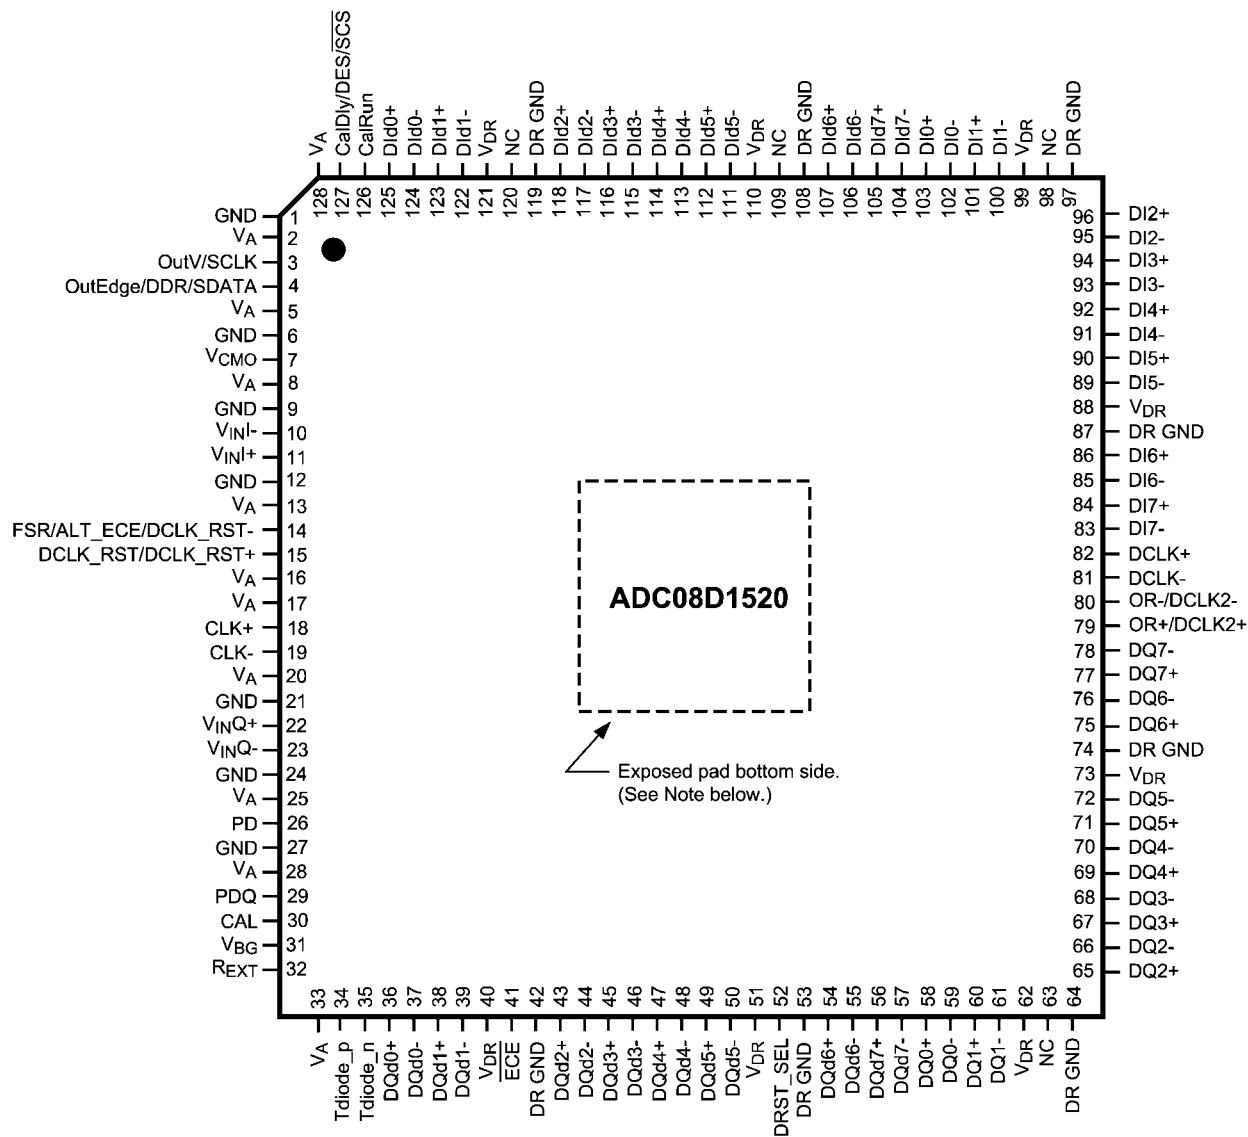 VA
CalDly/DES/SCS
CalRun
DId0+
DId0-
DId1+
DId1-
VDR
NC
DR GND
DId2+
DId2-
DId3+
DId3-
DId4+
DId4-
DId5+
DId5-
VDR
NC
DR GND
DId6+
DId6-
DId7+
DId7-
DI0+
DI0-
DI1+
DI1-
VDR
NC
DR GND
128
127
126
125
124
123
122
121
120
119
118
117
116
115
114
113
112
111
110
109
108
107
106
105
104
103
102
101
100
99
98
97
GND 1
VA 2
OutV/SCLK 3
OutEdge/DDR/SDATA 4
VA 5
GND 6
VCMO 7
VA 8
GND 9
VINI- 10
VINI+ 11
GND 12
VA 13
FSR/ALT_ECE/DCLK_RST- 14
DCLK_RST/DCLK_RST+ 15
VA 16
VA 17
CLK+ 18
CLK- 19
VA 20
GND 21
VINQ+ 22
VINQ- 23
GND 24
VA 25
PD 26
GND 27
VA 28
PDQ 29
CAL 30
VBG 31
REXT 32
ADC08D1520
Exposed pad bottom side.
(See Note below.)
96 DI2+
95 DI2-
94 DI3+
93 DI3-
92 DI4+
91 DI4-
90 DI5+
89 DI5-
88 VDR
87 DR GND
86 DI6+
85 DI6-
84 DI7+
83 DI7-
82 DCLK+
81 DCLK-
80 OR-/DCLK2-
79 OR+/DCLK2+
78 DQ7-
77 DQ7+
76 DQ6-
75 DQ6+
74 DR GND
73 VDR
72 DQ5-
71 DQ5+
70 DQ4-
69 DQ4+
68 DQ3-
67 DQ3+
66 DQ2-
65 DQ2+
33
34
35
36
37
38
39
40
41
42
43
44
45
46
47
48
49
50
51
52
53
54
55
56
57
58
59
60
61
62
63
64
VA
Tdiode_p
Tdiode_n
DQd0+
DQd0-
DQd1+
DQd1-
VDR
ECE
DR GND
DQd2+
DQd2-
DQd3+
DQd3-
DQd4+
DQd4-
DQd5+
DQd5-
VDR
DRST_SEL
DR GND
DQd6+
DQd6-
DQd7+
DQd7-
DQ0+
DQ0-
DQ1+
DQ1-
VDR
NC
DR GND